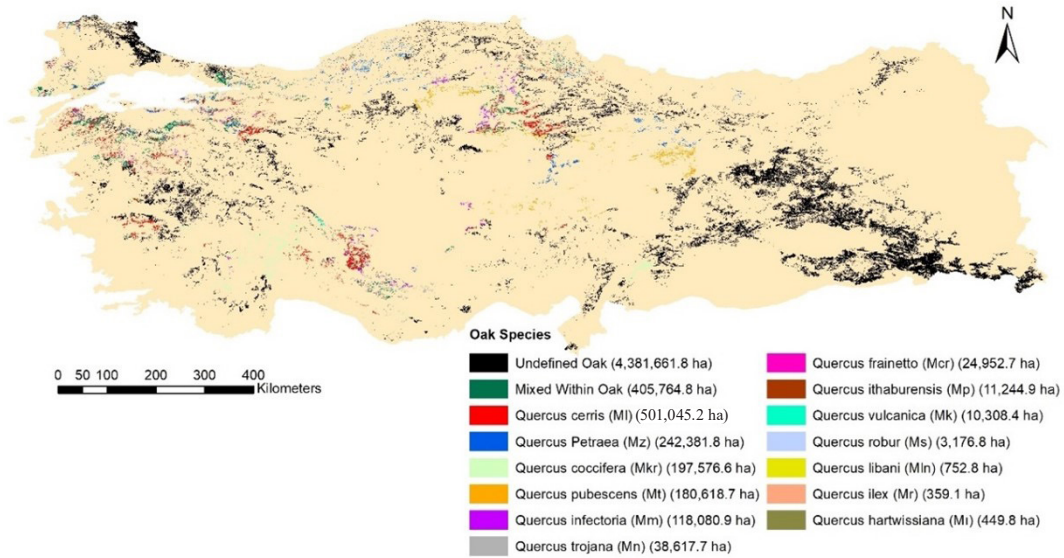 N
Oak Species
Undefined Oak (4,381,661.8 ha)
Mixed Within Oak (405,764.8 ha)
Quercus cerris (Ml) (501,045.2 ha)
Quercus Petraea (Mz) (242,381.8 ha)
Quercus coccifera (Mkr) (197,576.6 ha)
Quercus pubescens (Mt) (180,618.7 ha)
Quercus infectoria (Mm) (118,080.9 ha)
Quercus trojana (Mn) (38,617.7 ha)
Quercus frainetto (Mcr) (24,952.7 ha)
Quercus ithaburensis (Mp) (11,244.9 ha)
Quercus vulcanica (Mk) (10,308.4 ha)
Quercus robur (Ms) (3,176.8 ha)
Quercus libani (Mln) (752.8 ha)
Quercus ilex (Mr) (359.1 ha)
Quercus hartwissiana (Mı) (449.8 ha)
0 50 100 200 300 400
Kilometers